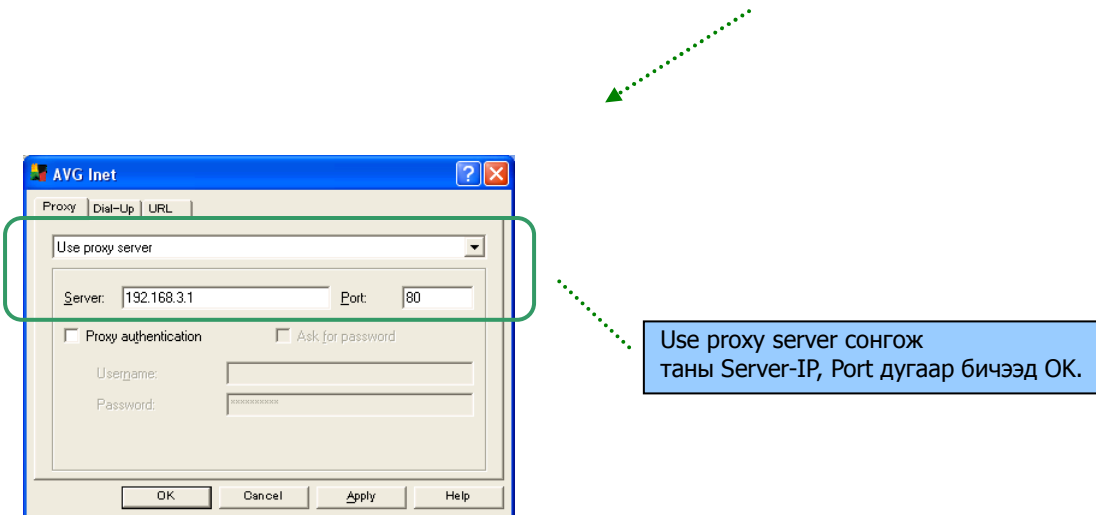 AVG Inet
Proxy Dial-Up URL
Use proxy server
Server: 192.168.3.1 Port: 80
Proxy authentication Ask for password
Username:
Password: xxxxxxxxxx
OK Cancel Apply Help
Use proxy server сонгож
таны Server-IP, Port дугаар бичээд OK.